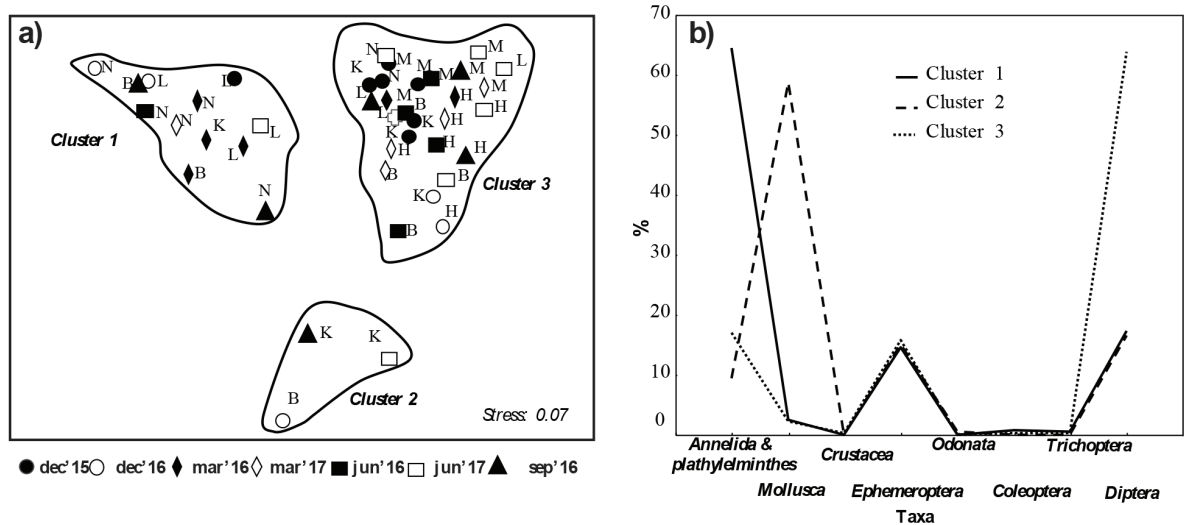 a)
N
B
L
L
N
N
N
K
L
L
B
N
Cluster 1
N
M
M
L
K
N
M
M
M
L
M
B
H
H
L
K
H
K
H
H
H
B
B
K
H
B
Cluster 3
K
K
B
Cluster 2
Stress: 0.07
dec'15 dec'16 mar'16 mar'17 jun'16 jun'17 sep'16
b)
70
60
50
40
30
20
10
0
%
Cluster 1
Cluster 2
Cluster 3
Annelida & plathylelminthes
Mollusca
Crustacea
Ephemeroptera
Odonata
Coleoptera
Trichoptera
Diptera
Taxa